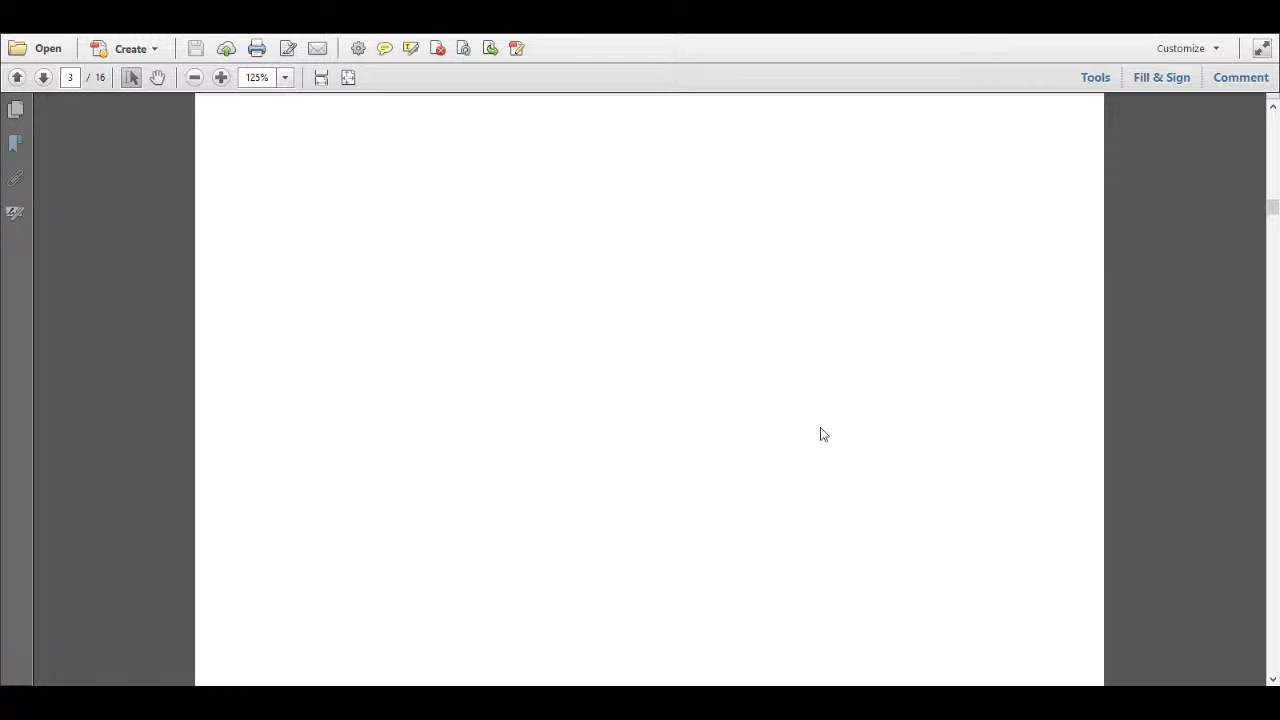 Open Create Customize
3 / 16 125% Tools Fill & Sign Comment